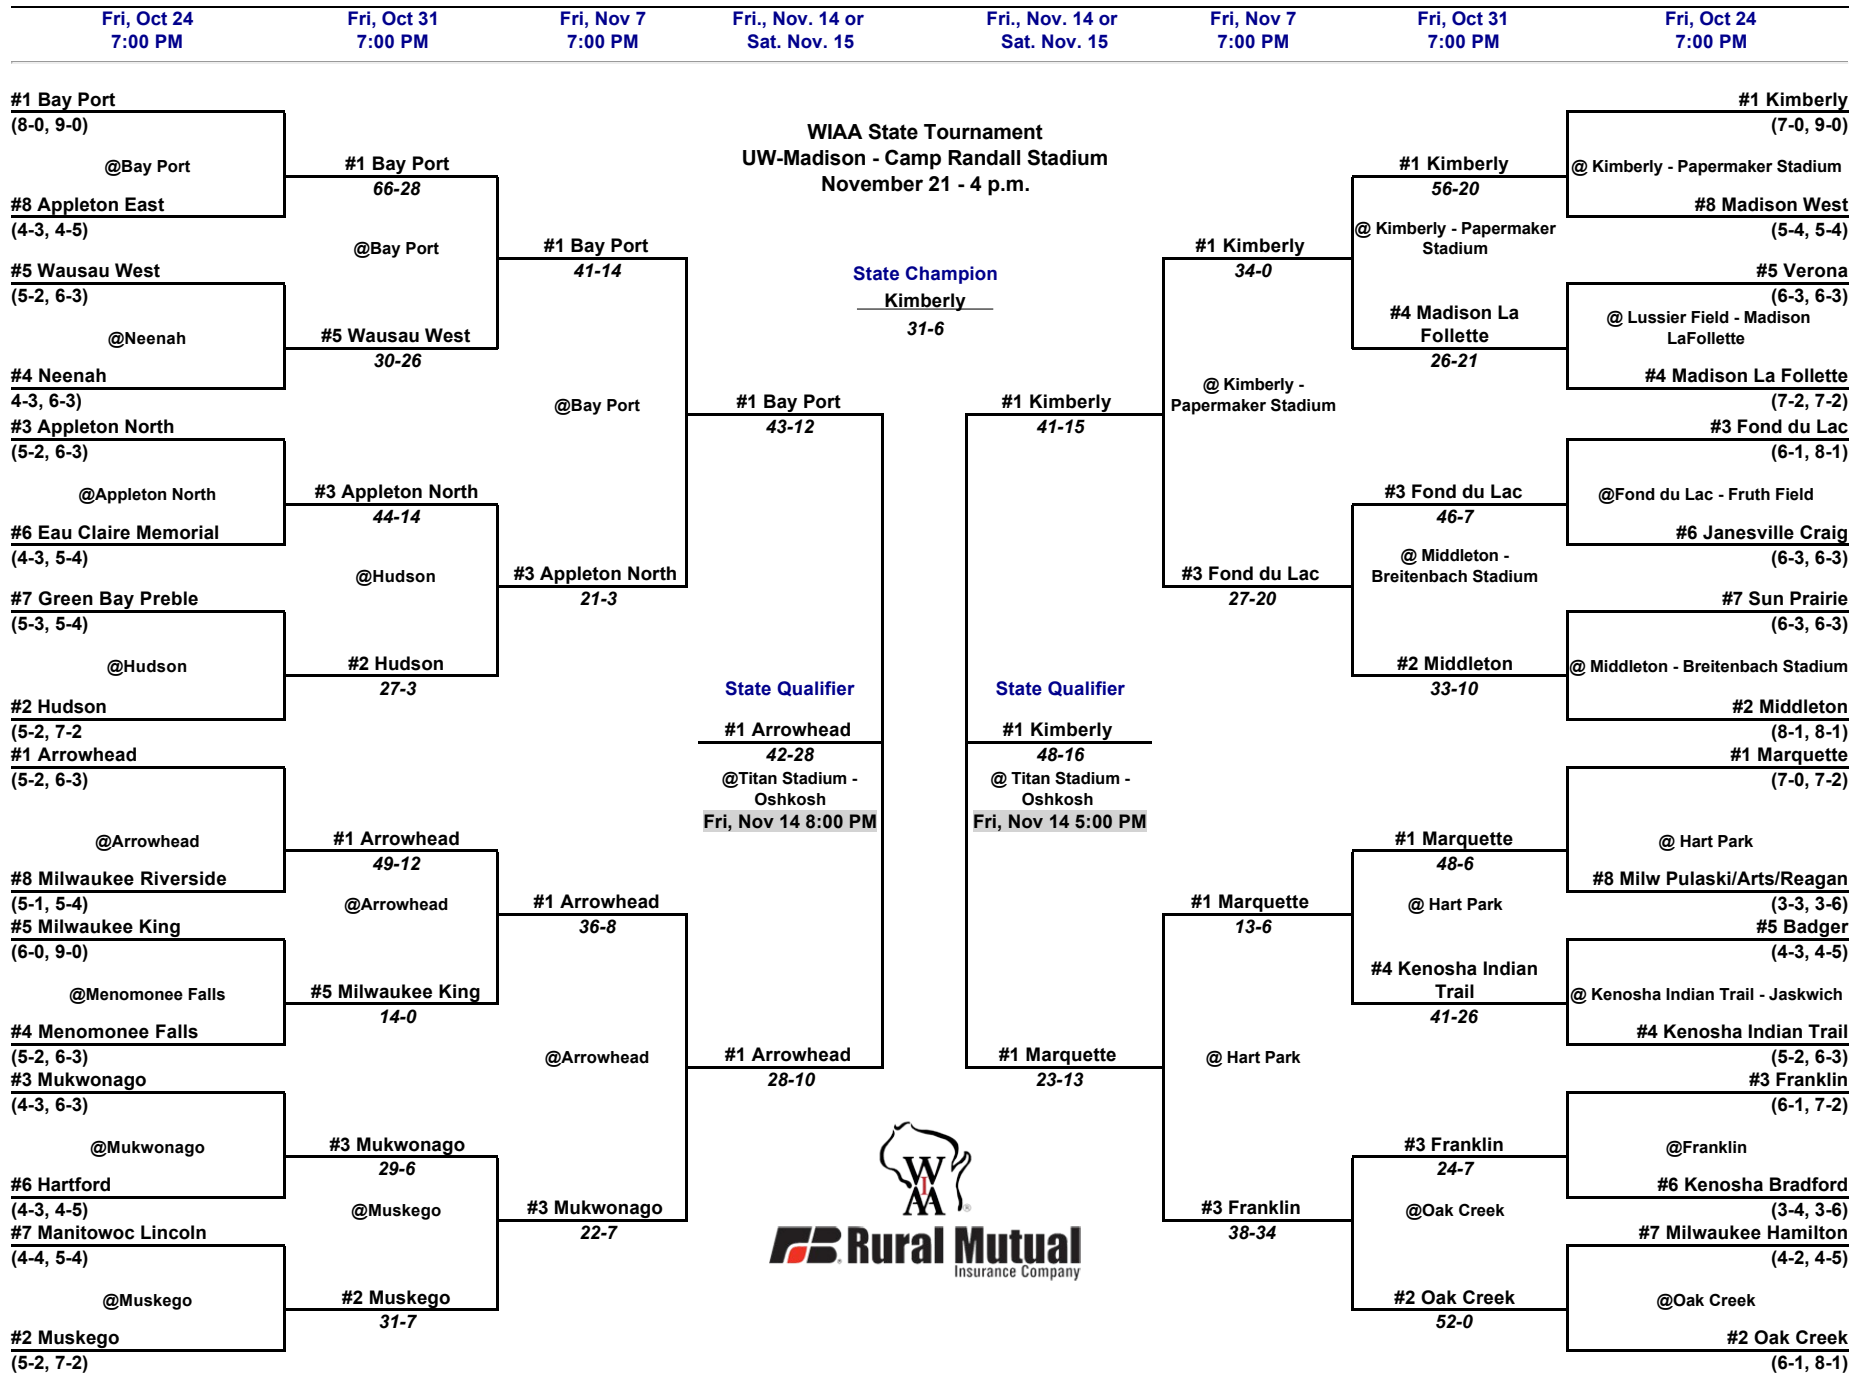 Fri, Oct 24
7:00 PM
Fri, Oct 31
7:00 PM
Fri, Nov 7
7:00 PM
Fri., Nov. 14 or
Sat. Nov. 15
Fri., Nov. 14 or
Sat. Nov. 15
Fri, Nov 7
7:00 PM
Fri, Oct 31
7:00 PM
Fri, Oct 24
7:00 PM
#1 Bay Port
(8-0, 9-0)
@Bay Port
#8 Appleton East
(4-3, 4-5)
#5 Wausau West
(5-2, 6-3)
@Neenah
#4 Neenah
4-3, 6-3)
#3 Appleton North
(5-2, 6-3)
@Appleton North
#6 Eau Claire Memorial
(4-3, 5-4)
#7 Green Bay Preble
(5-3, 5-4)
@Hudson
#2 Hudson
(5-2, 7-2
#1 Arrowhead
(5-2, 6-3)
@Arrowhead
#8 Milwaukee Riverside
(5-1, 5-4)
#5 Milwaukee King
(6-0, 9-0)
@Menomonee Falls
#4 Menomonee Falls
(5-2, 6-3)
#3 Mukwonago
(4-3, 6-3)
@Mukwonago
#6 Hartford
(4-3, 4-5)
#7 Manitowoc Lincoln
(4-4, 5-4)
@Muskego
#2 Muskego
(5-2, 7-2)
#1 Bay Port
66-28
@Bay Port
#5 Wausau West
30-26
#3 Appleton North
44-14
@Hudson
#2 Hudson
27-3
#1 Arrowhead
49-12
@Arrowhead
#5 Milwaukee King
14-0
#3 Mukwonago
29-6
@Muskego
#2 Muskego
31-7
#1 Bay Port
41-14
@Bay Port
#3 Appleton North
21-3
#1 Arrowhead
36-8
@Arrowhead
#3 Mukwonago
22-7
#1 Bay Port
43-12
State Qualifier
#1 Arrowhead
42-28
@Titan Stadium -
Oshkosh
Fri, Nov 14 8:00 PM
#1 Arrowhead
28-10
WIAA State Tournament
UW-Madison - Camp Randall Stadium
November 21 - 4 p.m.
State Champion
Kimberly
31-6
#1 Kimberly
41-15
State Qualifier
#1 Kimberly
48-16
@ Titan Stadium -
Oshkosh
Fri, Nov 14 5:00 PM
#1 Marquette
23-13
WIAA
®
Rural Mutual
Insurance Company
#1 Kimberly
34-0
@ Kimberly -
Papermaker Stadium
#3 Fond du Lac
27-20
#1 Marquette
13-6
@ Hart Park
#3 Franklin
38-34
#1 Kimberly
56-20
@ Kimberly - Papermaker
Stadium
#4 Madison La
Follette
26-21
#3 Fond du Lac
46-7
@ Middleton -
Breitenbach Stadium
#2 Middleton
33-10
#1 Marquette
48-6
@ Hart Park
#4 Kenosha Indian
Trail
41-26
#3 Franklin
24-7
@Oak Creek
#2 Oak Creek
52-0
#1 Kimberly
(7-0, 9-0)
@ Kimberly - Papermaker Stadium
#8 Madison West
(5-4, 5-4)
#5 Verona
(6-3, 6-3)
@ Lussier Field - Madison
LaFollette
#4 Madison La Follette
(7-2, 7-2)
#3 Fond du Lac
(6-1, 8-1)
@Fond du Lac - Fruth Field
#6 Janesville Craig
(6-3, 6-3)
#7 Sun Prairie
(6-3, 6-3)
@ Middleton - Breitenbach Stadium
#2 Middleton
(8-1, 8-1)
#1 Marquette
(7-0, 7-2)
@ Hart Park
#8 Milw Pulaski/Arts/Reagan
(3-3, 3-6)
#5 Badger
(4-3, 4-5)
@ Kenosha Indian Trail - Jaskwich
#4 Kenosha Indian Trail
(5-2, 6-3)
#3 Franklin
(6-1, 7-2)
@Franklin
#6 Kenosha Bradford
(3-4, 3-6)
#7 Milwaukee Hamilton
(4-2, 4-5)
@Oak Creek
#2 Oak Creek
(6-1, 8-1)